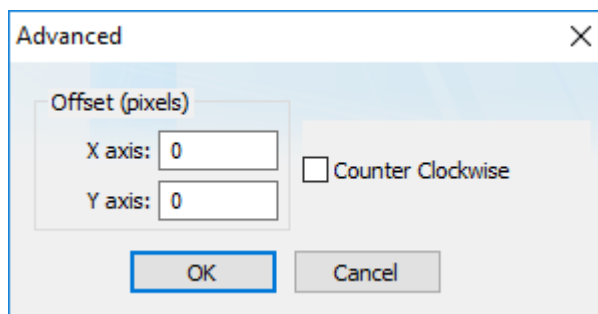 Advanced
Offset (pixels)
X axis: 0
Y axis: 0
Counter Clockwise
OK
Cancel